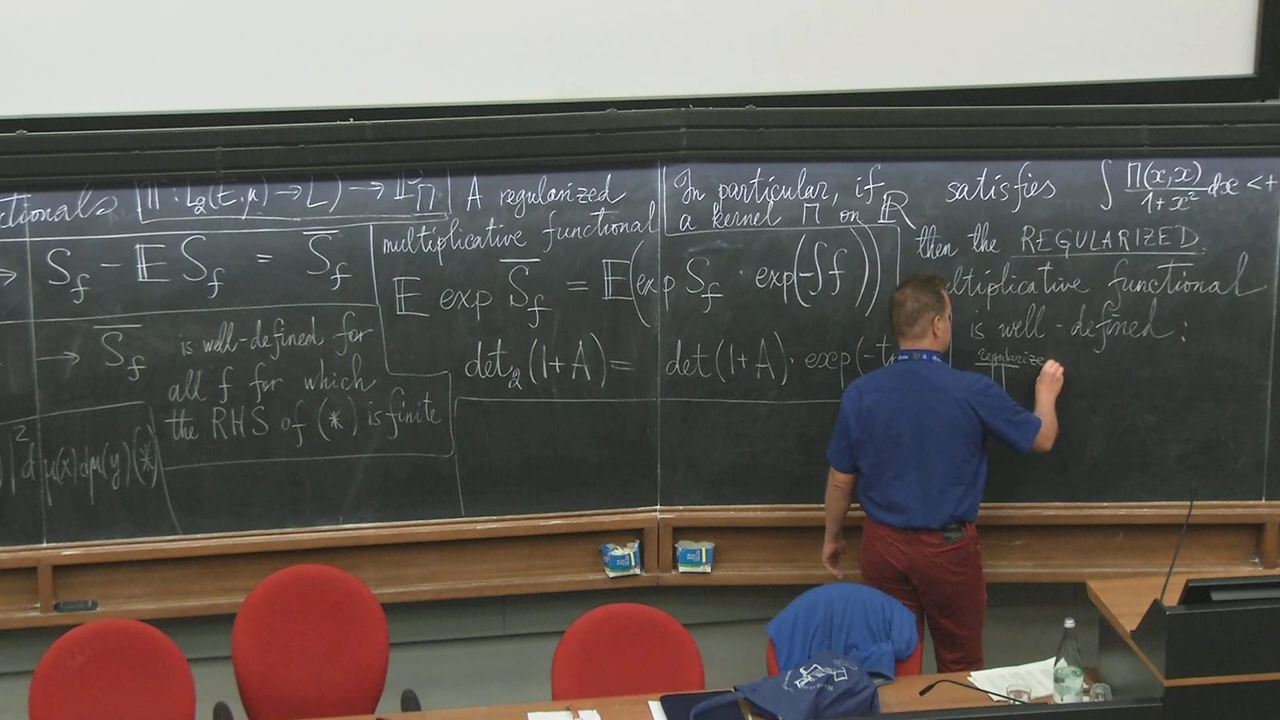 ctionals [Π : L₂(E,μ) → L) → ℙ_Π
→ S_f − 𝔼 S_f = S̄_f
→ S̄_f is well-defined for
all f for which
the RHS of (*) is finite
|² dμ(x)dμ(y) (*)
A regularized
multiplicative functional
𝔼 exp S̄_f = 𝔼(exp S_f · exp(−∫f))
det₂(1+A) = det(1+A)· exp(−t
In particular, if
a kernel Π on ℝ satisfies ∫ Π(x,x)/(1+x²) dx < +
then the REGULARIZED
ultiplicative functional
is well-defined:
regularize